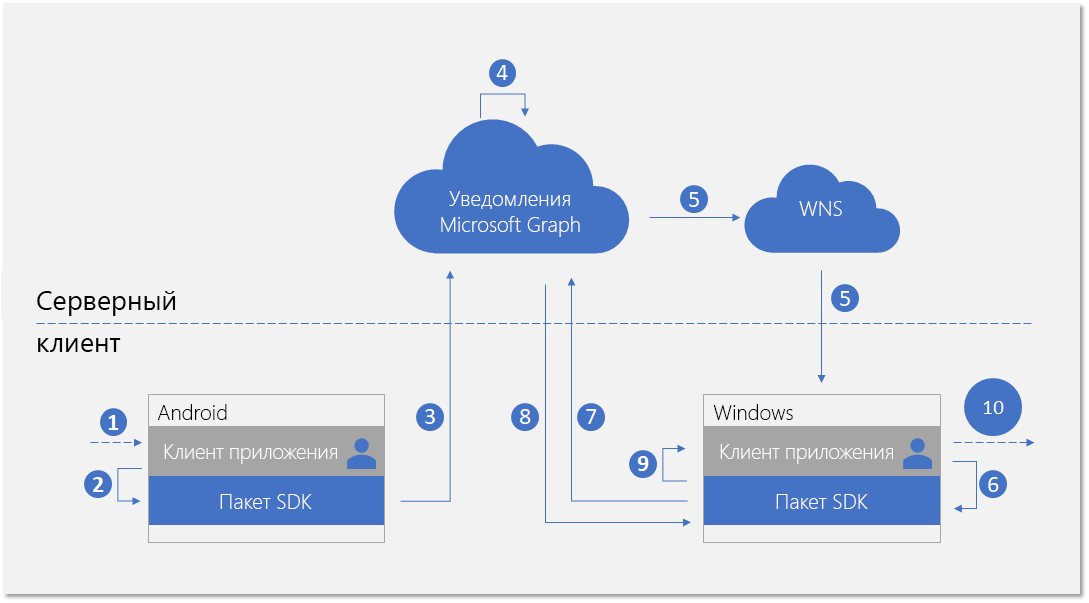 4
Уведомления
Microsoft Graph
5
WNS
Серверный
5
клиент
Android
1
Клиент приложения
2
Пакет SDK
3
8
7
Windows
10
Клиент приложения
9
6
Пакет SDK